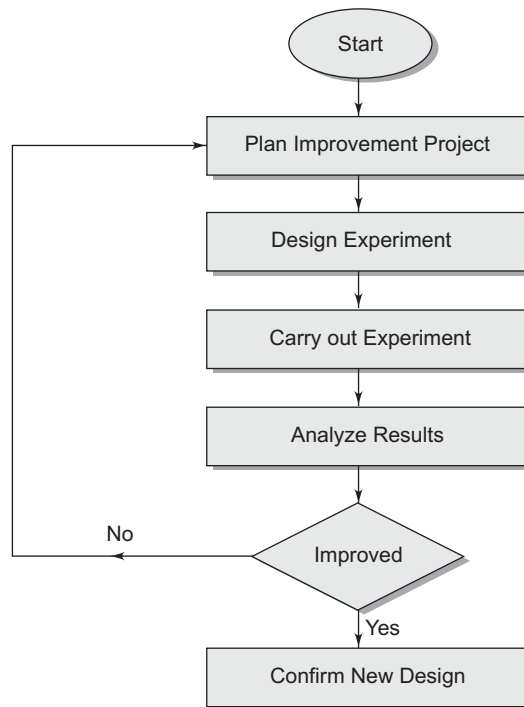 Start
Plan Improvement Project
Design Experiment
Carry out Experiment
Analyze Results
Improved
No
Yes
Confirm New Design